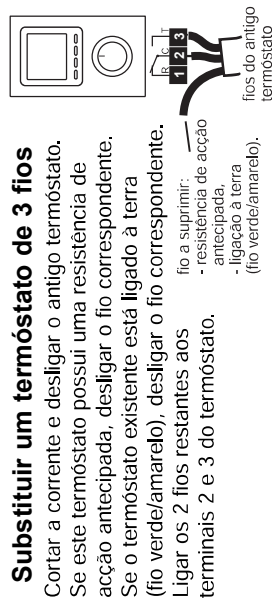 Substituir um termóstato de 3 fios
Cortar a corrente e desligar o antigo termóstato.
Se este termóstato possui uma resistência de
acção antecipada, desligar o fio correspondente.
Se o termóstato existente está ligado à terra
(fio verde/amarelo), desligar o fio correspondente.
Ligar os 2 fios restantes aos
terminais 2 e 3 do termóstato.
fio a suprimir:
- resistência de acção
antecipada,
- ligação à terra
(fio verde/amarelo).
R C T
1 2 3
fios do antigo
termóstato